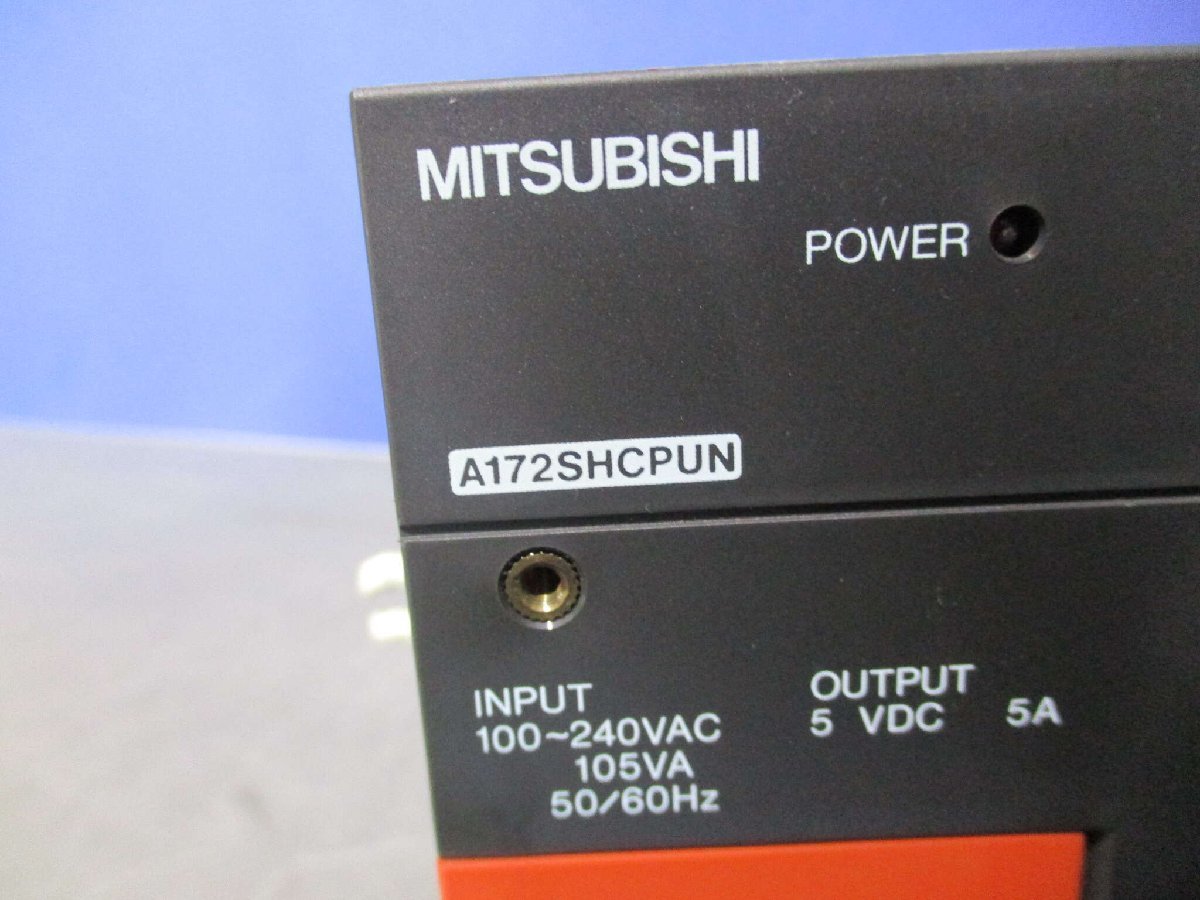 MITSUBISHI
POWER
A172SHCPUN
INPUT
100~240VAC
105VA
50/60Hz
OUTPUT
5 VDC 5A